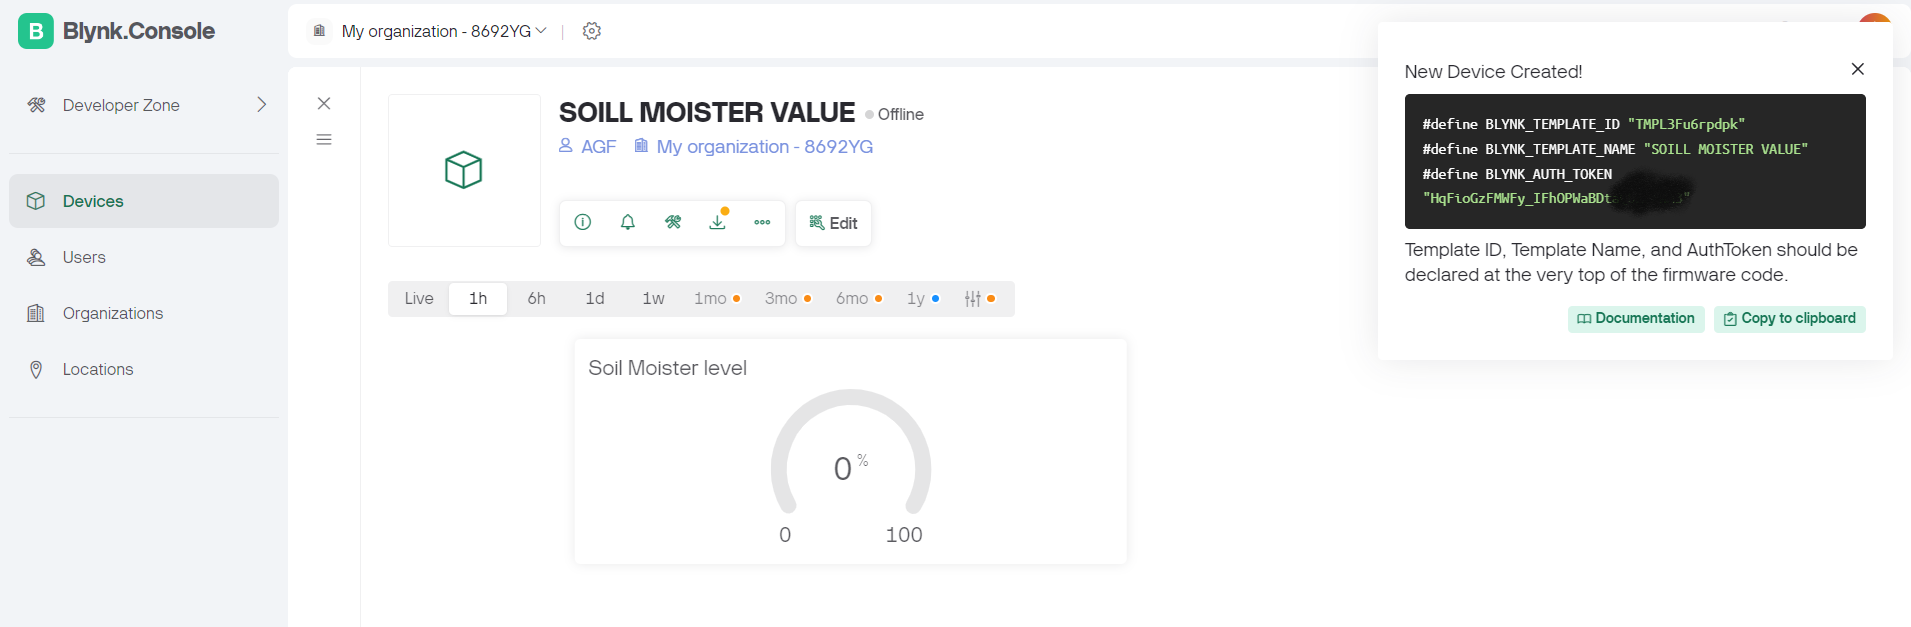 B Blynk.Console
My organization - 8692YG
Developer Zone
Devices
Users
Organizations
Locations
SOILL MOISTER VALUE Offline
AGF My organization - 8692YG
Edit
Live 1h 6h 1d 1w 1mo 3mo 6mo 1y
Soil Moister level
0 %
0 100
New Device Created!
#define BLYNK_TEMPLATE_ID "TMPL3Fu6rpdpk"
#define BLYNK_TEMPLATE_NAME "SOILL MOISTER VALUE"
#define BLYNK_AUTH_TOKEN
Template ID, Template Name, and AuthToken should be
declared at the very top of the firmware code.
Documentation Copy to clipboard